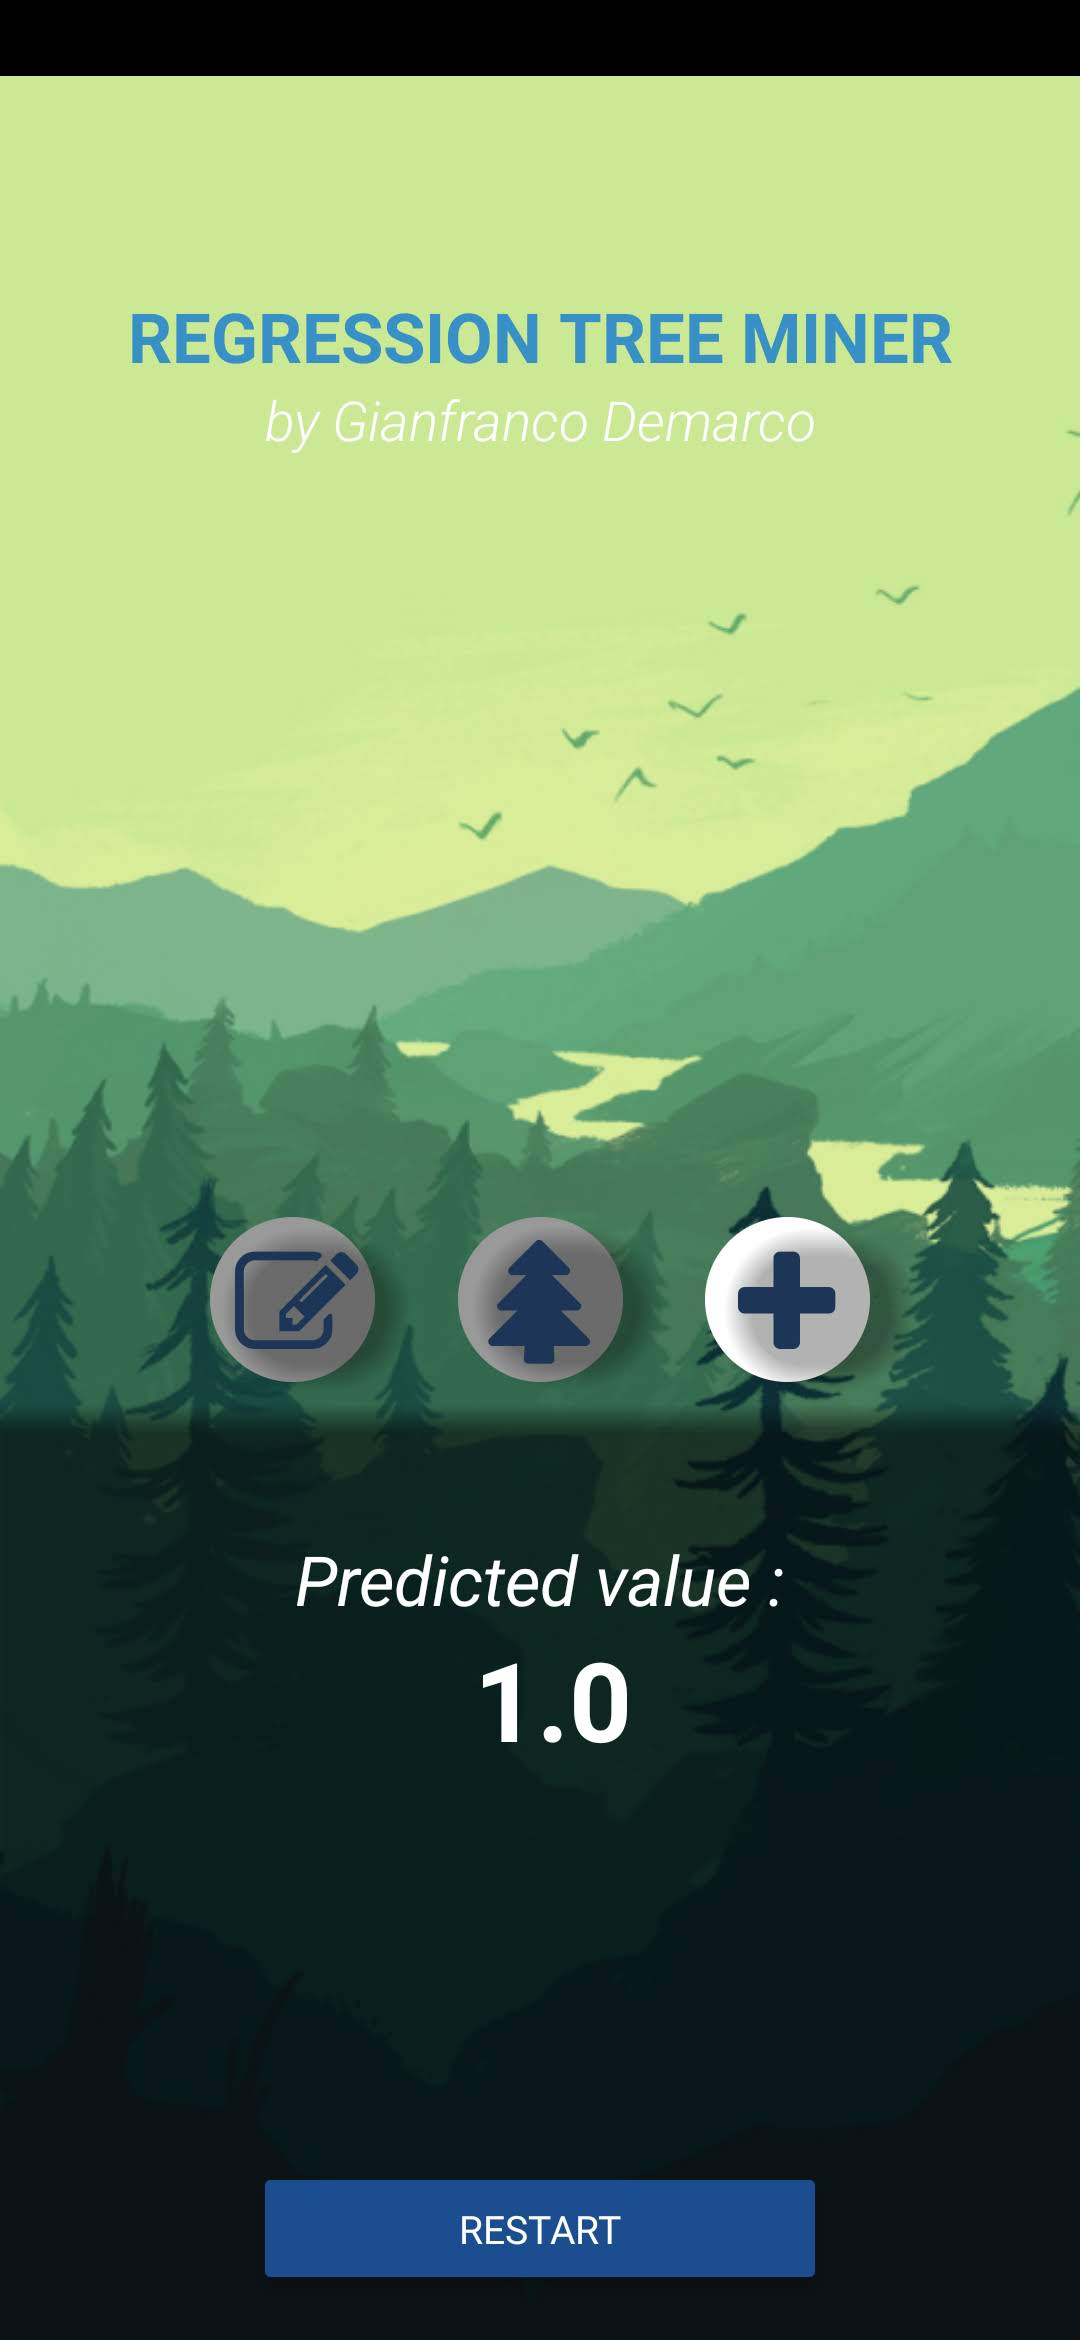 REGRESSION TREE MINER
by Gianfranco Demarco
Predicted value :
1.0
RESTART